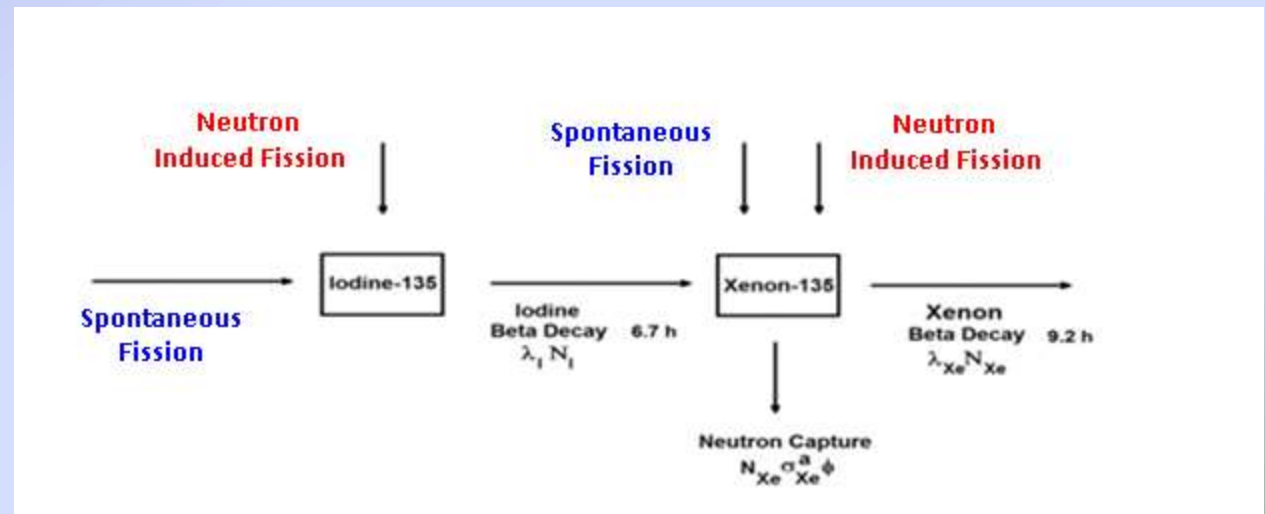 Neutron
Induced Fission
Spontaneous
Fission
Neutron
Induced Fission
Spontaneous
Fission
Iodine-135
Iodine
Beta Decay 6.7 h
λI NI
Xenon-135
Xenon
Beta Decay 9.2 h
λXeNXe
Neutron Capture
NXeσaXeϕ